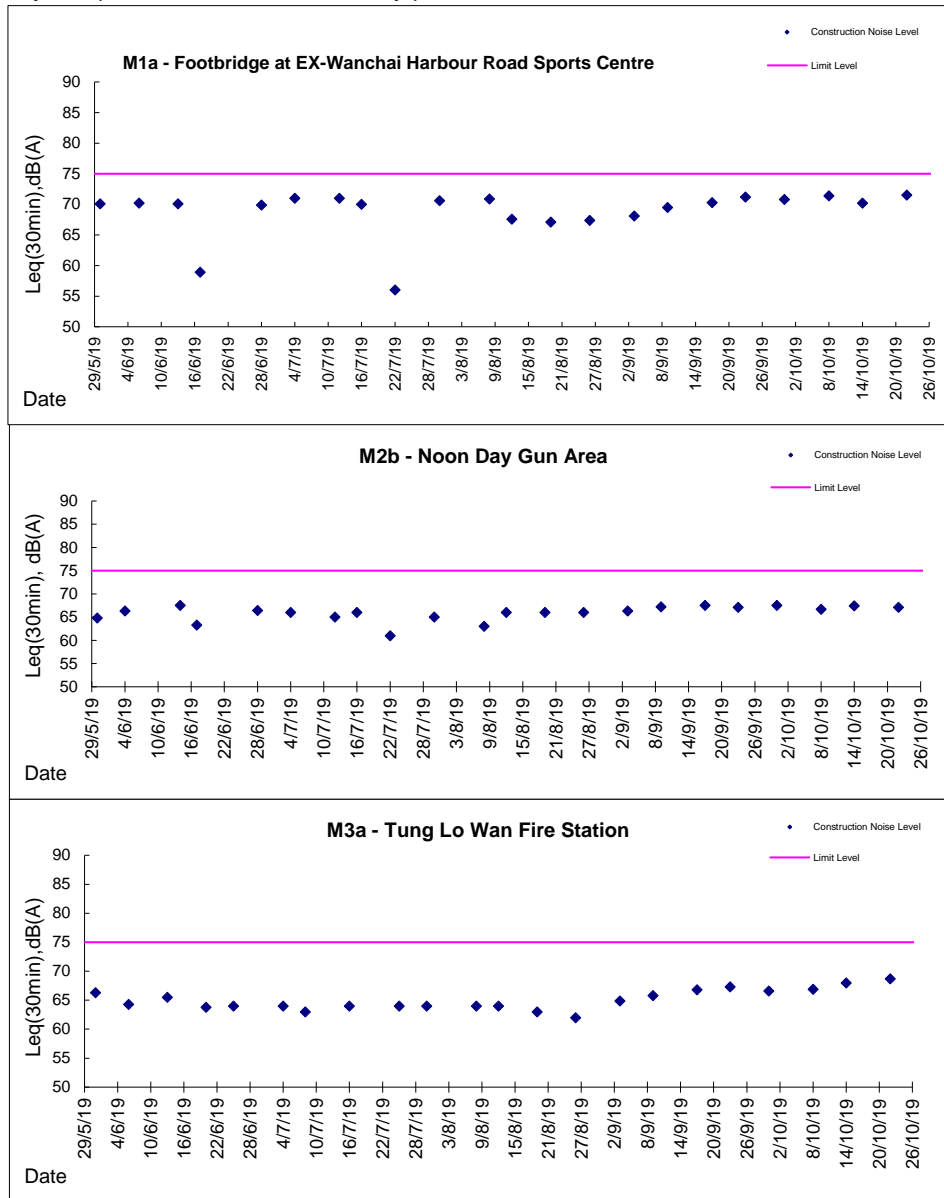 Construction Noise Level
M1a - Footbridge at EX-Wanchai Harbour Road Sports Centre
Limit Level
Leq(30min),dB(A)
90
85
80
75
70
65
60
55
50
29/5/19 4/6/19 10/6/19 16/6/19 22/6/19 28/6/19 4/7/19 10/7/19 16/7/19 22/7/19 28/7/19 3/8/19 9/8/19 15/8/19 21/8/19 27/8/19 2/9/19 8/9/19 14/9/19 20/9/19 26/9/19 2/10/19 8/10/19 14/10/19 20/10/19 26/10/19
Date
M2b - Noon Day Gun Area
Construction Noise Level
Limit Level
Leq(30min), dB(A)
90
85
80
75
70
65
60
55
50
29/5/19 4/6/19 10/6/19 16/6/19 22/6/19 28/6/19 4/7/19 10/7/19 16/7/19 22/7/19 28/7/19 3/8/19 9/8/19 15/8/19 21/8/19 27/8/19 2/9/19 8/9/19 14/9/19 20/9/19 26/9/19 2/10/19 8/10/19 14/10/19 20/10/19 26/10/19
Date
M3a - Tung Lo Wan Fire Station
Construction Noise Level
Limit Level
Leq(30min),dB(A)
90
85
80
75
70
65
60
55
50
29/5/19 4/6/19 10/6/19 16/6/19 22/6/19 28/6/19 4/7/19 10/7/19 16/7/19 22/7/19 28/7/19 3/8/19 9/8/19 15/8/19 21/8/19 27/8/19 2/9/19 8/9/19 14/9/19 20/9/19 26/9/19 2/10/19 8/10/19 14/10/19 20/10/19 26/10/19
Date